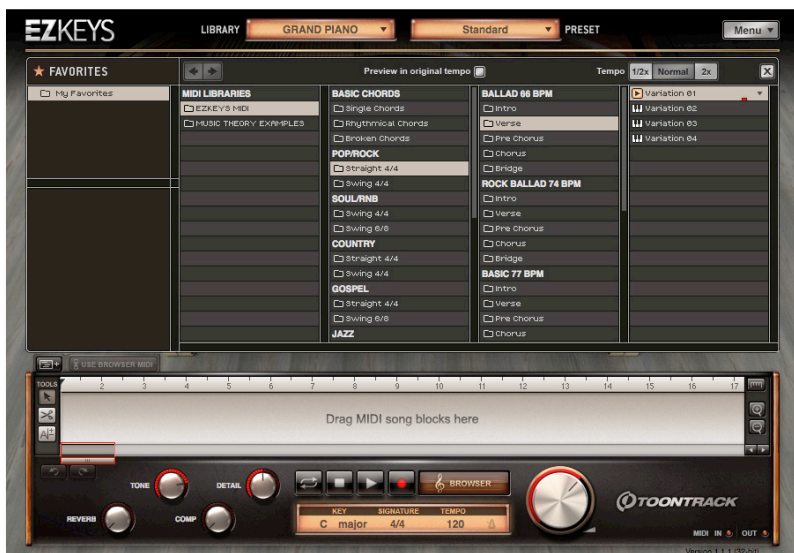 EZKEYS LIBRARY GRAND PIANO Standard PRESET Menu
FAVORITES Preview in original tempo Tempo 1/2x Normal 2x X
My Favorites MIDI LIBRARIES BASIC CHORDS BALLAD 66 BPM Variation 01
EZKEYS MIDI Single Chords Intro Variation 02
MUSIC THEORY EXAMPLES Rhythmical Chords Verse Variation 03
Broken Chords Pre Chorus Variation 04
POP/ROCK Chorus
Straight 4/4 Bridge
Swing 4/4 ROCK BALLAD 74 BPM
SOUL/RNB Intro
Swing 4/4 Verse
Swing 6/8 Pre Chorus
COUNTRY Chorus
Straight 4/4 Bridge
Swing 4/4 BASIC 77 BPM
GOSPEL Intro
Straight 4/4 Verse
Swing 6/8 Pre Chorus
JAZZ Chorus
USE BROWSER MIDI
TOOLS 2 3 4 5 6 7 8 9 10 11 12 13 14 15 16 17
Drag MIDI song blocks here
A
TONE DETAIL BROWSER
TOONTRACK
KEY SIGNATURE TEMPO
REVERB COMP C major 4/4 120
MIDI IN OUT
Version 1.1.1 (32-bit)